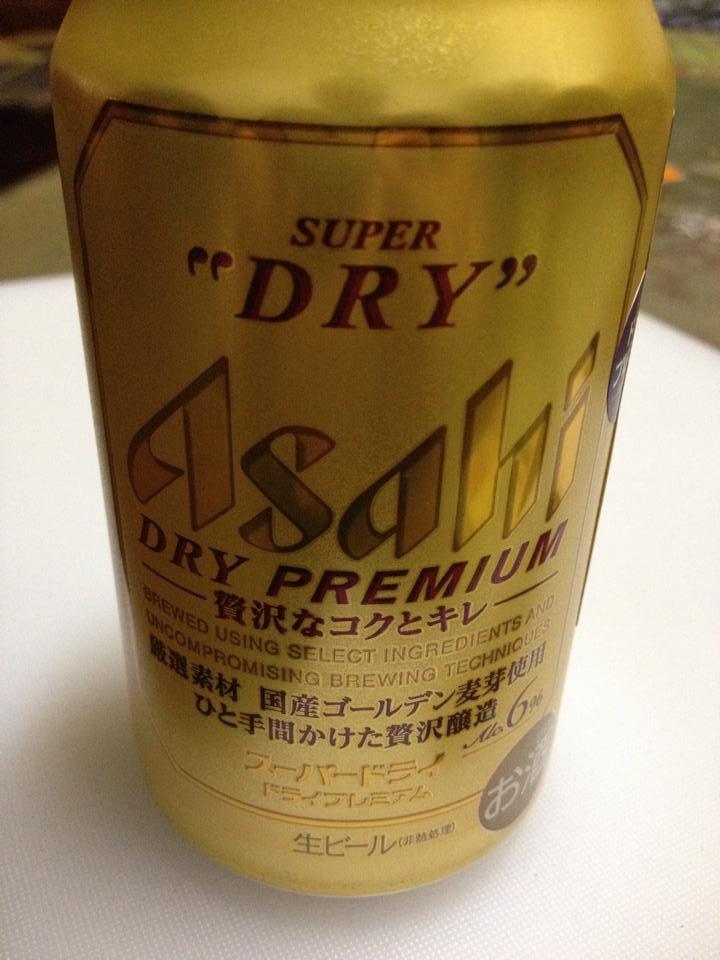 SUPER
"DRY"
Asahi
DRY PREMIUM
贅沢なコクとキレ
BREWED USING SELECT INGREDIENTS AND
UNCOMPROMISING BREWING TECHNIQUES
厳選素材 国産ゴールデン麦芽使用
ひと手間かけた贅沢醸造
Alc. 6%
スーパードライ
ドライプレミアム
お酒
生ビール(非熱処理)